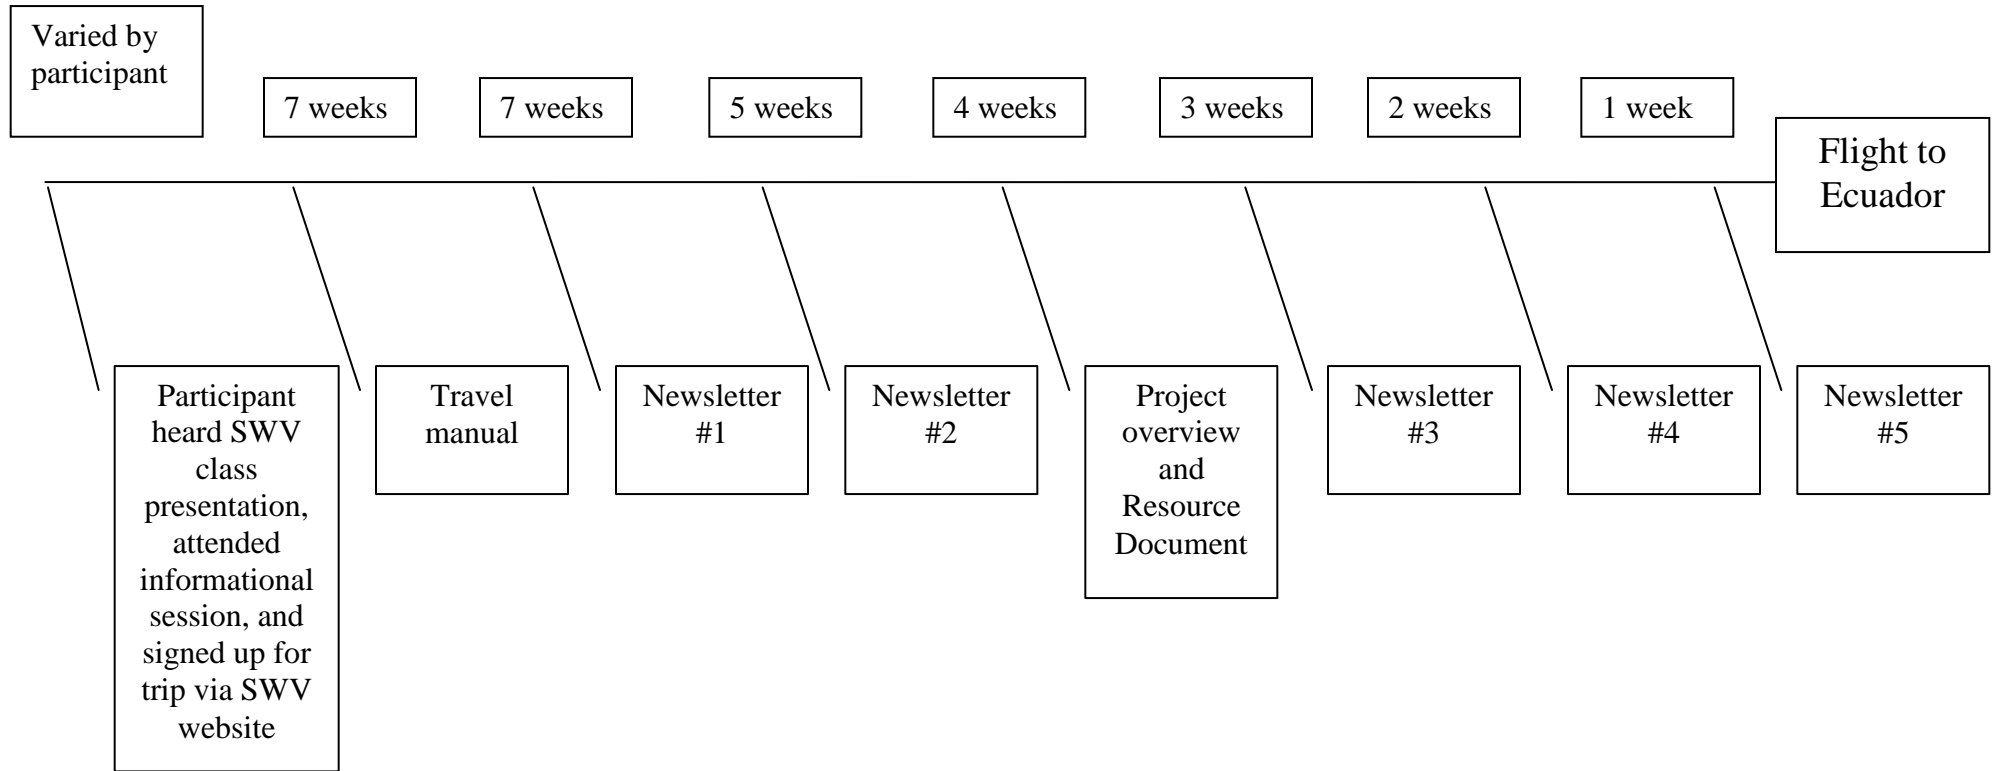 Varied by
participant
7 weeks
7 weeks
5 weeks
4 weeks
3 weeks
2 weeks
1 week
Flight to
Ecuador
Participant
heard SWV
class
presentation,
attended
informational
session, and
signed up for
trip via SWV
website
Travel
manual
Newsletter
#1
Newsletter
#2
Project
overview
and
Resource
Document
Newsletter
#3
Newsletter
#4
Newsletter
#5